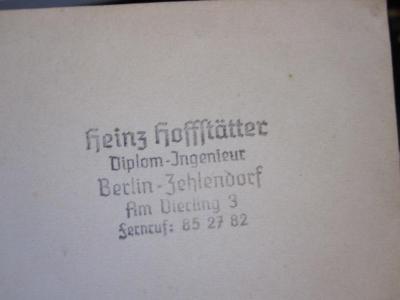 Heinz Hoffstätter
Diplom-Ingenieur
Berlin-Zehlendorf
Am Vierling 3
Fernruf: 85 27 82